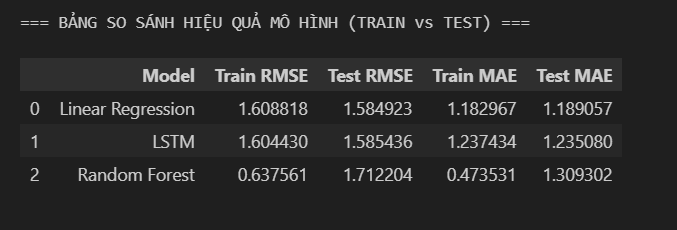 === BẢNG SO SÁNH HIỆU QUẢ MÔ HÌNH (TRAIN vs TEST) ===
Model Train RMSE Test RMSE Train MAE Test MAE
0 Linear Regression 1.608818 1.584923 1.182967 1.189057
1 LSTM 1.604430 1.585436 1.237434 1.235080
2 Random Forest 0.637561 1.712204 0.473531 1.309302